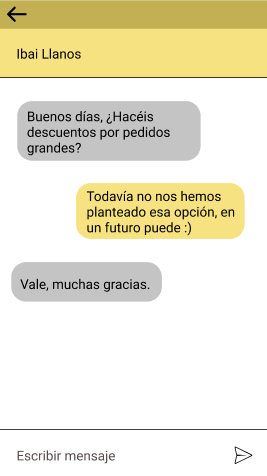 Ibai Llanos
Buenos días, ¿Hacéis
descuentos por pedidos
grandes?
Todavía no nos hemos
planteado esa opción, en
un futuro puede :)
Vale, muchas gracias.
Escribir mensaje